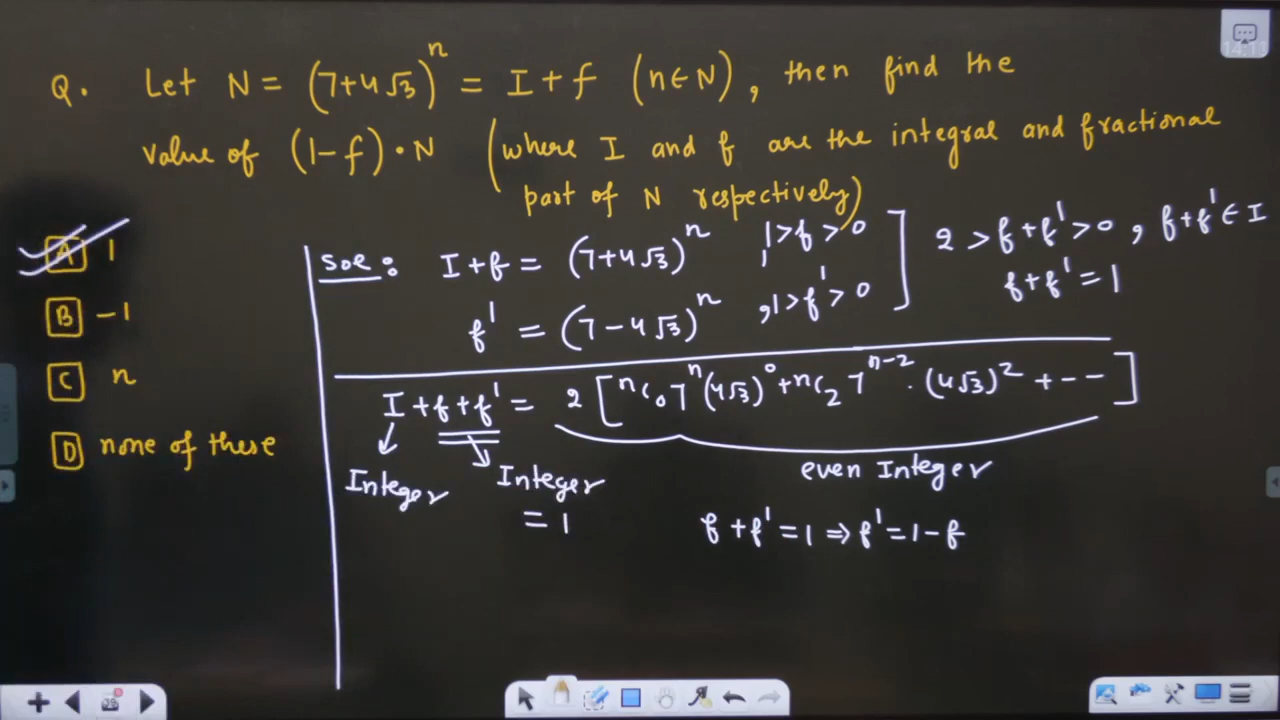 Q. Let N = (7+4√3)^n = I + f (n∈N), then find the
value of (1-f)·N (where I and f are the integral and fractional
part of N respectively)
A 1
B -1
C n
D none of these
Sol: I + f = (7+4√3)^n , 1>f>0
f' = (7-4√3)^n , 1>f'>0
2 > f+f' > 0, f+f' ∈ I
f+f' = 1
I + f + f' = 2 [ nC0 7^n (4√3)^0 + nC2 7^(n-2) · (4√3)^2 + -- ]
Integer
Integer
= 1
even Integer
f + f' = 1 ⇒ f' = 1-f